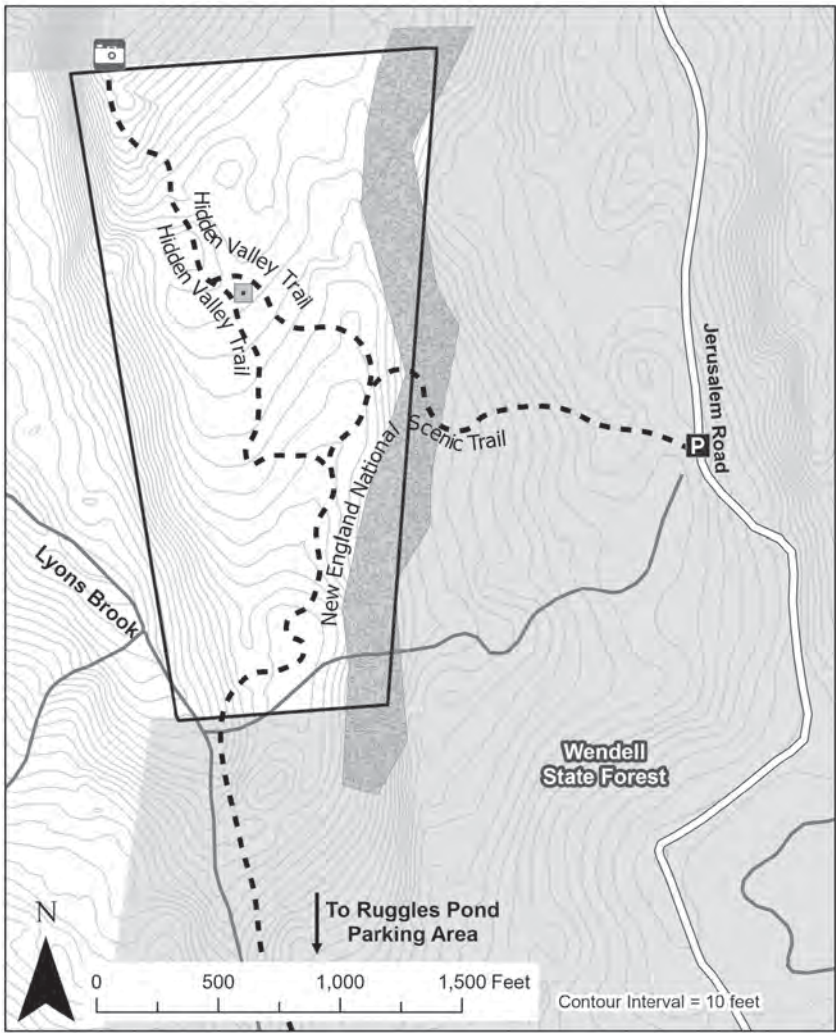 Hidden Valley Trail
Hidden Valley Trail
New England National Scenic Trail
P
Jerusalem Road
Lyons Brook
Wendell
State Forest
N
To Ruggles Pond
Parking Area
0 500 1,000 1,500 Feet
Contour Interval = 10 feet